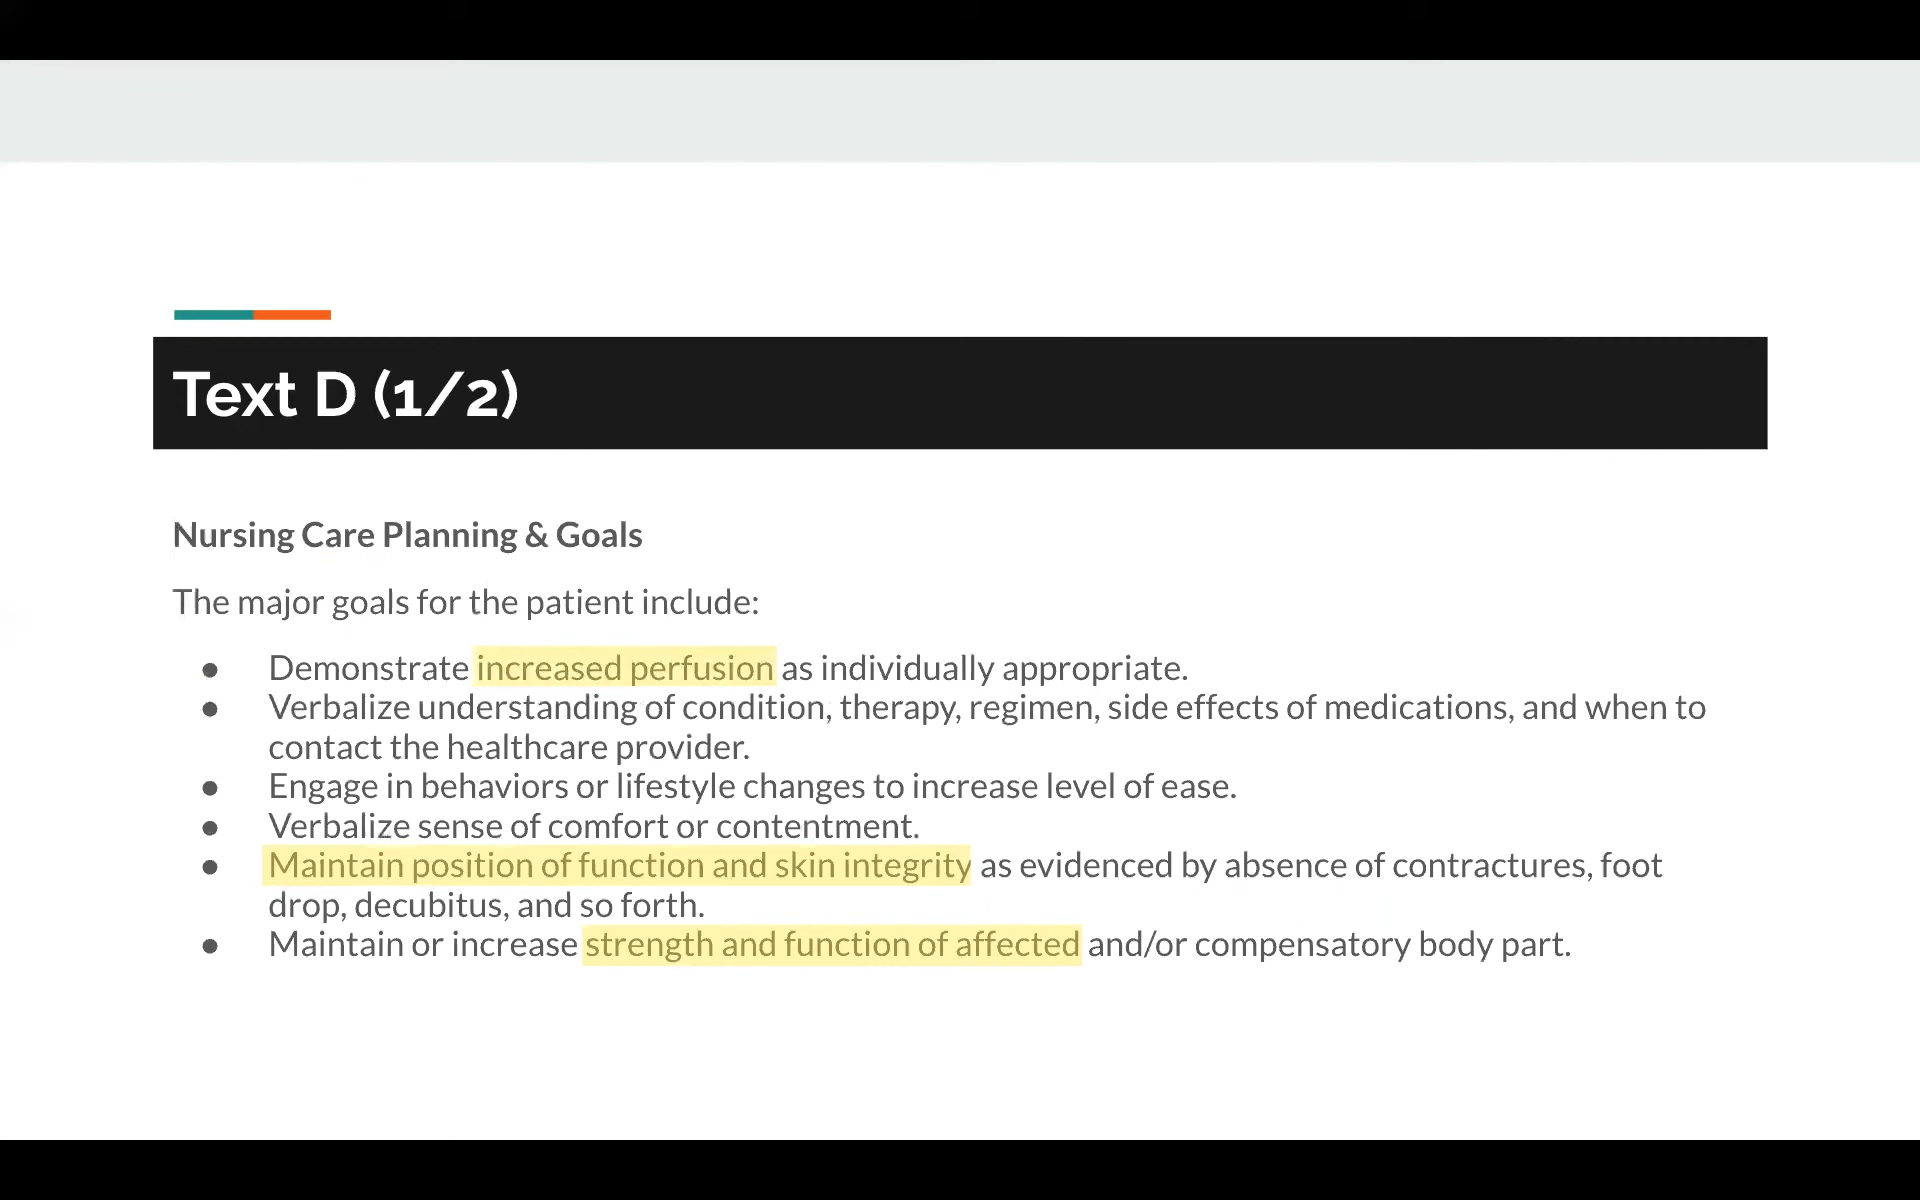 Text D (1/2)
Nursing Care Planning & Goals
The major goals for the patient include:
● Demonstrate increased perfusion as individually appropriate.
● Verbalize understanding of condition, therapy, regimen, side effects of medications, and when to
contact the healthcare provider.
● Engage in behaviors or lifestyle changes to increase level of ease.
● Verbalize sense of comfort or contentment.
● Maintain position of function and skin integrity as evidenced by absence of contractures, foot
drop, decubitus, and so forth.
● Maintain or increase strength and function of affected and/or compensatory body part.